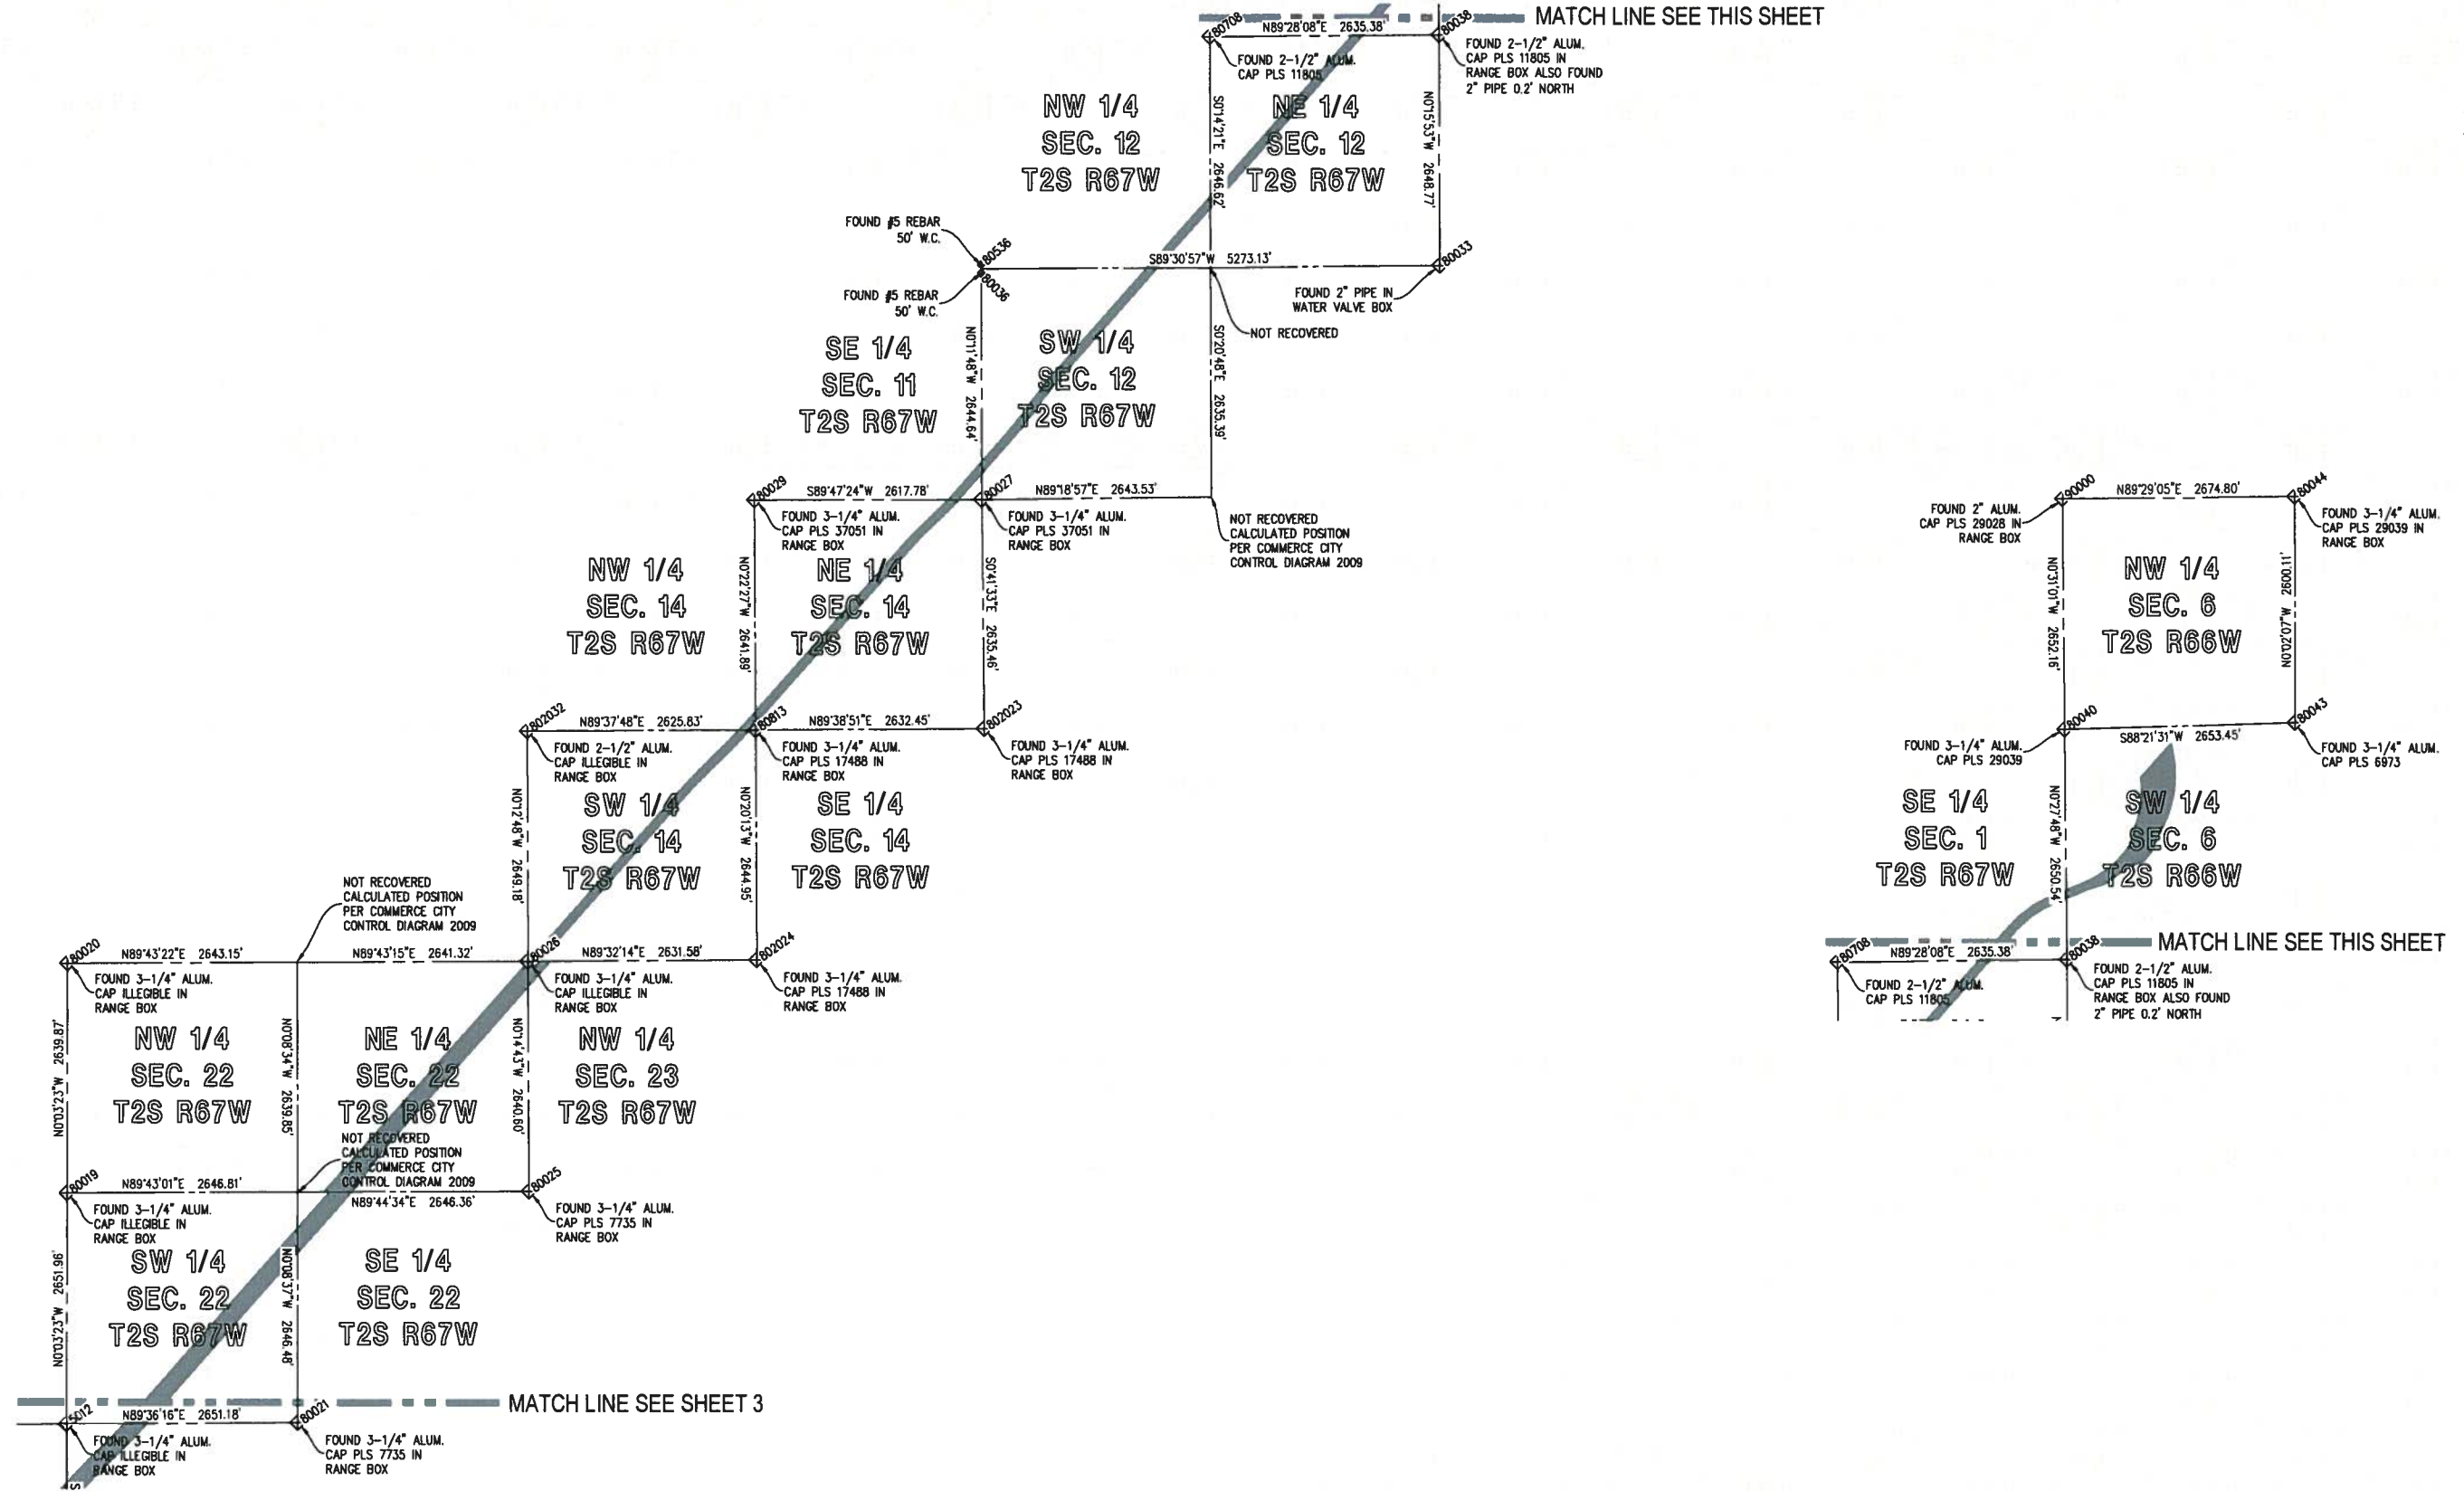 MATCH LINE SEE THIS SHEET
80708
N89°28'08"E 2635.38'
80038
FOUND 2-1/2" ALUM.
CAP PLS 11805
FOUND 2-1/2" ALUM.
CAP PLS 11805 IN
RANGE BOX ALSO FOUND
2" PIPE 0.2' NORTH
NW 1/4
SEC. 12
T2S R67W
S0°14'21"E 2646.62'
NE 1/4
SEC. 12
T2S R67W
N0°15'53"W 2648.77'
FOUND #5 REBAR
50' W.C.
80536
80036
FOUND #5 REBAR
50' W.C.
S89°30'57"W 5273.13'
80033
FOUND 2" PIPE IN
WATER VALVE BOX
NOT RECOVERED
SE 1/4
SEC. 11
T2S R67W
N0°11'48"W 2644.64'
SW 1/4
SEC. 12
T2S R67W
S0°20'48"E 2635.39'
80029
S89°47'24"W 2617.78'
80027
N89°18'57"E 2643.53'
FOUND 3-1/4" ALUM.
CAP PLS 37051 IN
RANGE BOX
FOUND 3-1/4" ALUM.
CAP PLS 37051 IN
RANGE BOX
NOT RECOVERED
CALCULATED POSITION
PER COMMERCE CITY
CONTROL DIAGRAM 2009
NW 1/4
SEC. 14
T2S R67W
N0°22'27"W 2641.89'
NE 1/4
SEC. 14
T2S R67W
S0°41'33"E 2635.46'
802032
N89°37'48"E 2625.83'
80813
N89°38'51"E 2632.45'
802023
FOUND 2-1/2" ALUM.
CAP ILLEGIBLE IN
RANGE BOX
FOUND 3-1/4" ALUM.
CAP PLS 17488 IN
RANGE BOX
FOUND 3-1/4" ALUM.
CAP PLS 17488 IN
RANGE BOX
N0°12'48"W 2649.18'
SW 1/4
SEC. 14
T2S R67W
N0°20'13"W 2644.95'
SE 1/4
SEC. 14
T2S R67W
NOT RECOVERED
CALCULATED POSITION
PER COMMERCE CITY
CONTROL DIAGRAM 2009
80020
N89°43'22"E 2643.15'
N89°43'15"E 2641.32'
80026
N89°32'14"E 2631.58'
802024
FOUND 3-1/4" ALUM.
CAP ILLEGIBLE IN
RANGE BOX
FOUND 3-1/4" ALUM.
CAP ILLEGIBLE IN
RANGE BOX
FOUND 3-1/4" ALUM.
CAP PLS 17488 IN
RANGE BOX
N0°03'23"W 2639.87'
NW 1/4
SEC. 22
T2S R67W
N0°08'34"W 2639.85'
NE 1/4
SEC. 22
T2S R67W
N0°14'43"W 2640.60'
NW 1/4
SEC. 23
T2S R67W
NOT RECOVERED
CALCULATED POSITION
PER COMMERCE CITY
CONTROL DIAGRAM 2009
80019
N89°43'01"E 2646.81'
N89°44'34"E 2646.36'
80025
FOUND 3-1/4" ALUM.
CAP ILLEGIBLE IN
RANGE BOX
FOUND 3-1/4" ALUM.
CAP PLS 7735 IN
RANGE BOX
N0°03'23"W 2651.96'
SW 1/4
SEC. 22
T2S R67W
N0°08'37"W 2646.48'
SE 1/4
SEC. 22
T2S R67W
MATCH LINE SEE SHEET 3
5012
N89°36'16"E 2651.18'
80021
FOUND 3-1/4" ALUM.
CAP ILLEGIBLE IN
RANGE BOX
FOUND 3-1/4" ALUM.
CAP PLS 7735 IN
RANGE BOX
S
90000
N89°29'05"E 2674.80'
80044
FOUND 2" ALUM.
CAP PLS 29028 IN
RANGE BOX
FOUND 3-1/4" ALUM.
CAP PLS 29039 IN
RANGE BOX
N0°31'01"W 2652.16'
NW 1/4
SEC. 6
T2S R66W
N0°02'07"W 2600.11'
80040
S88°21'31"W 2653.45'
80043
FOUND 3-1/4" ALUM.
CAP PLS 29039
FOUND 3-1/4" ALUM.
CAP PLS 6973
SE 1/4
SEC. 1
T2S R67W
N0°27'48"W 2650.54'
SW 1/4
SEC. 6
T2S R66W
MATCH LINE SEE THIS SHEET
80708
N89°28'08"E 2635.38'
80038
FOUND 2-1/2" ALUM.
CAP PLS 11805
FOUND 2-1/2" ALUM.
CAP PLS 11805 IN
RANGE BOX ALSO FOUND
2" PIPE 0.2' NORTH